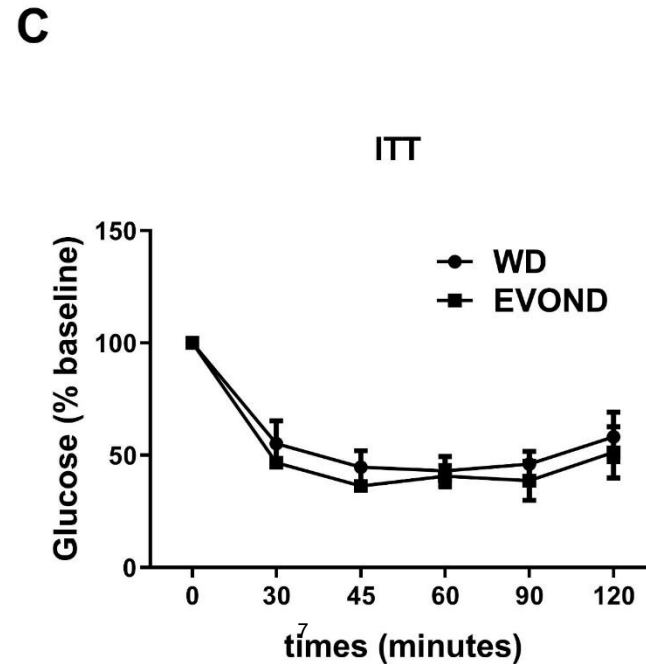 C
ITT
150
100
50
0
Glucose (% baseline)
WD
EVOND
0 30 45 60 90 120
7
times (minutes)